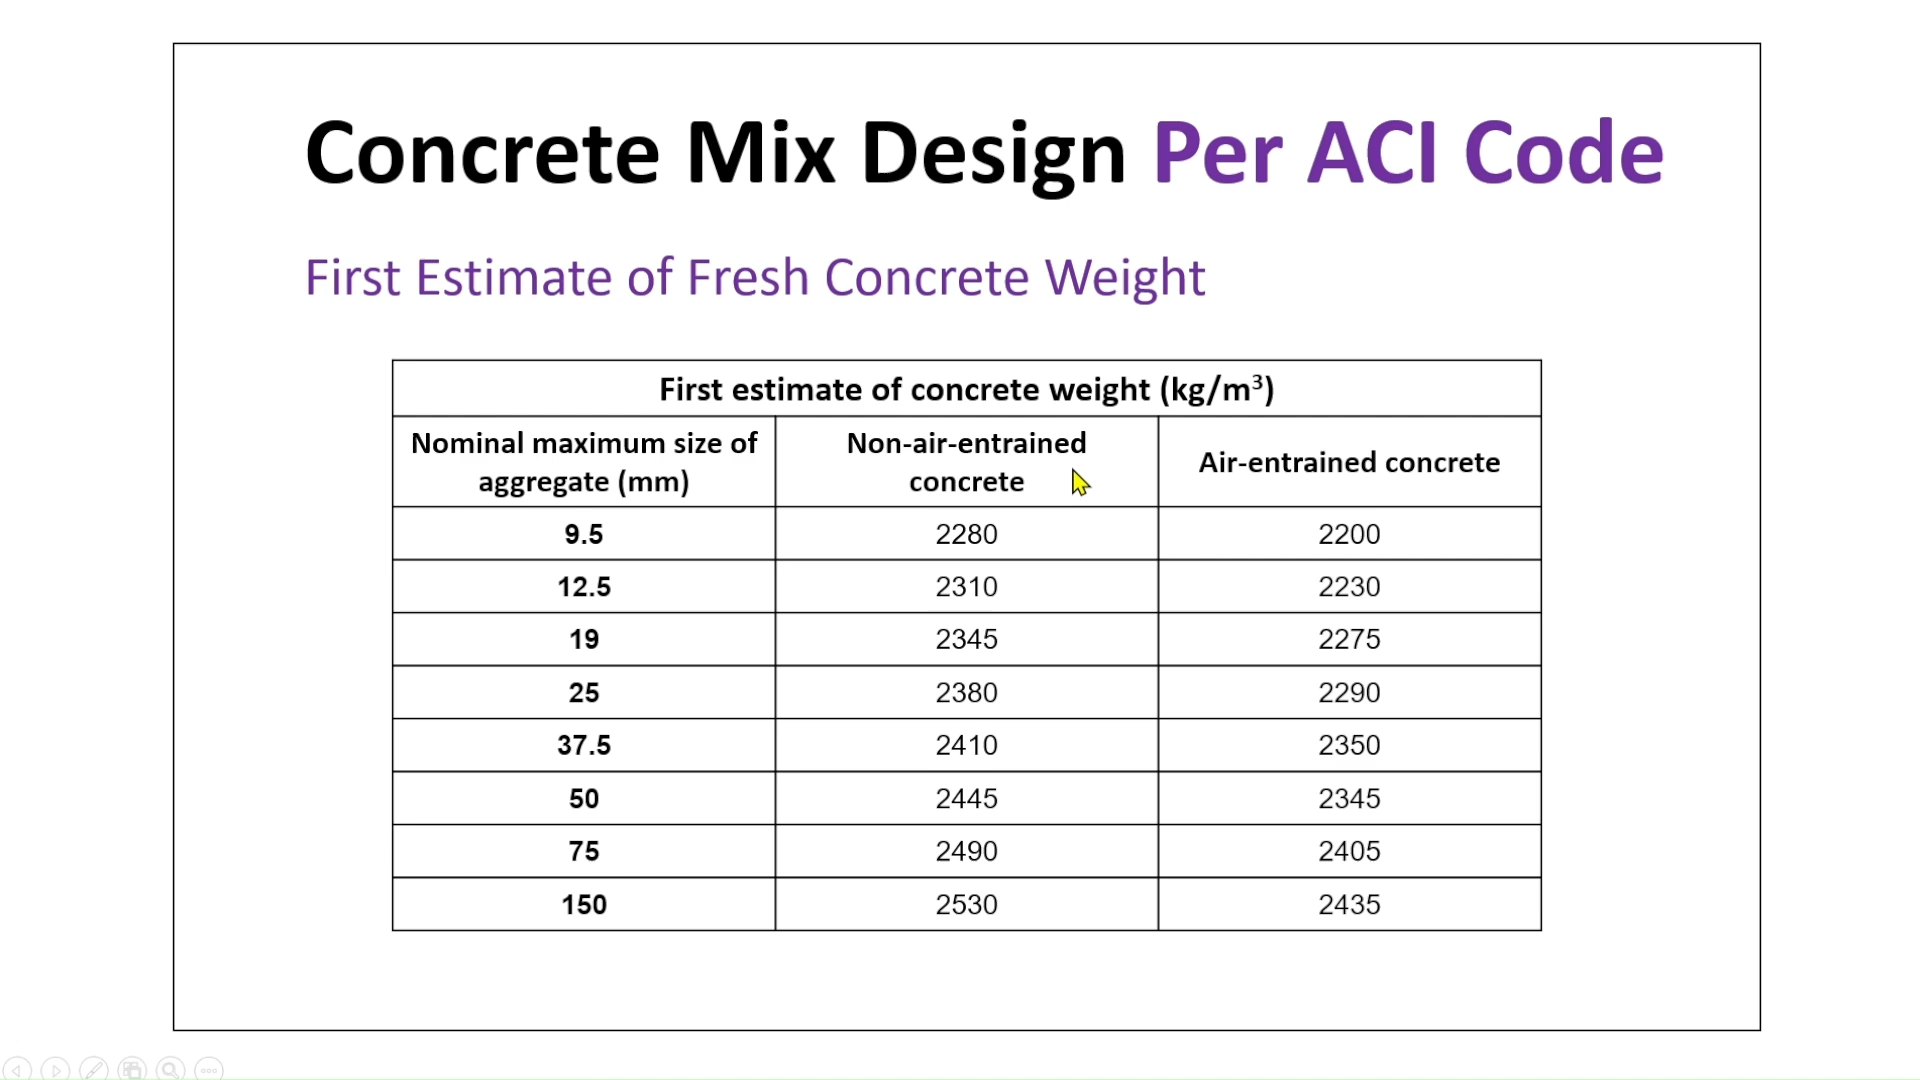 Concrete Mix Design Per ACI Code
First Estimate of Fresh Concrete Weight
First estimate of concrete weight (kg/m³)
Nominal maximum size of aggregate (mm) Non-air-entrained concrete Air-entrained concrete
9.5 2280 2200
12.5 2310 2230
19 2345 2275
25 2380 2290
37.5 2410 2350
50 2445 2345
75 2490 2405
150 2530 2435